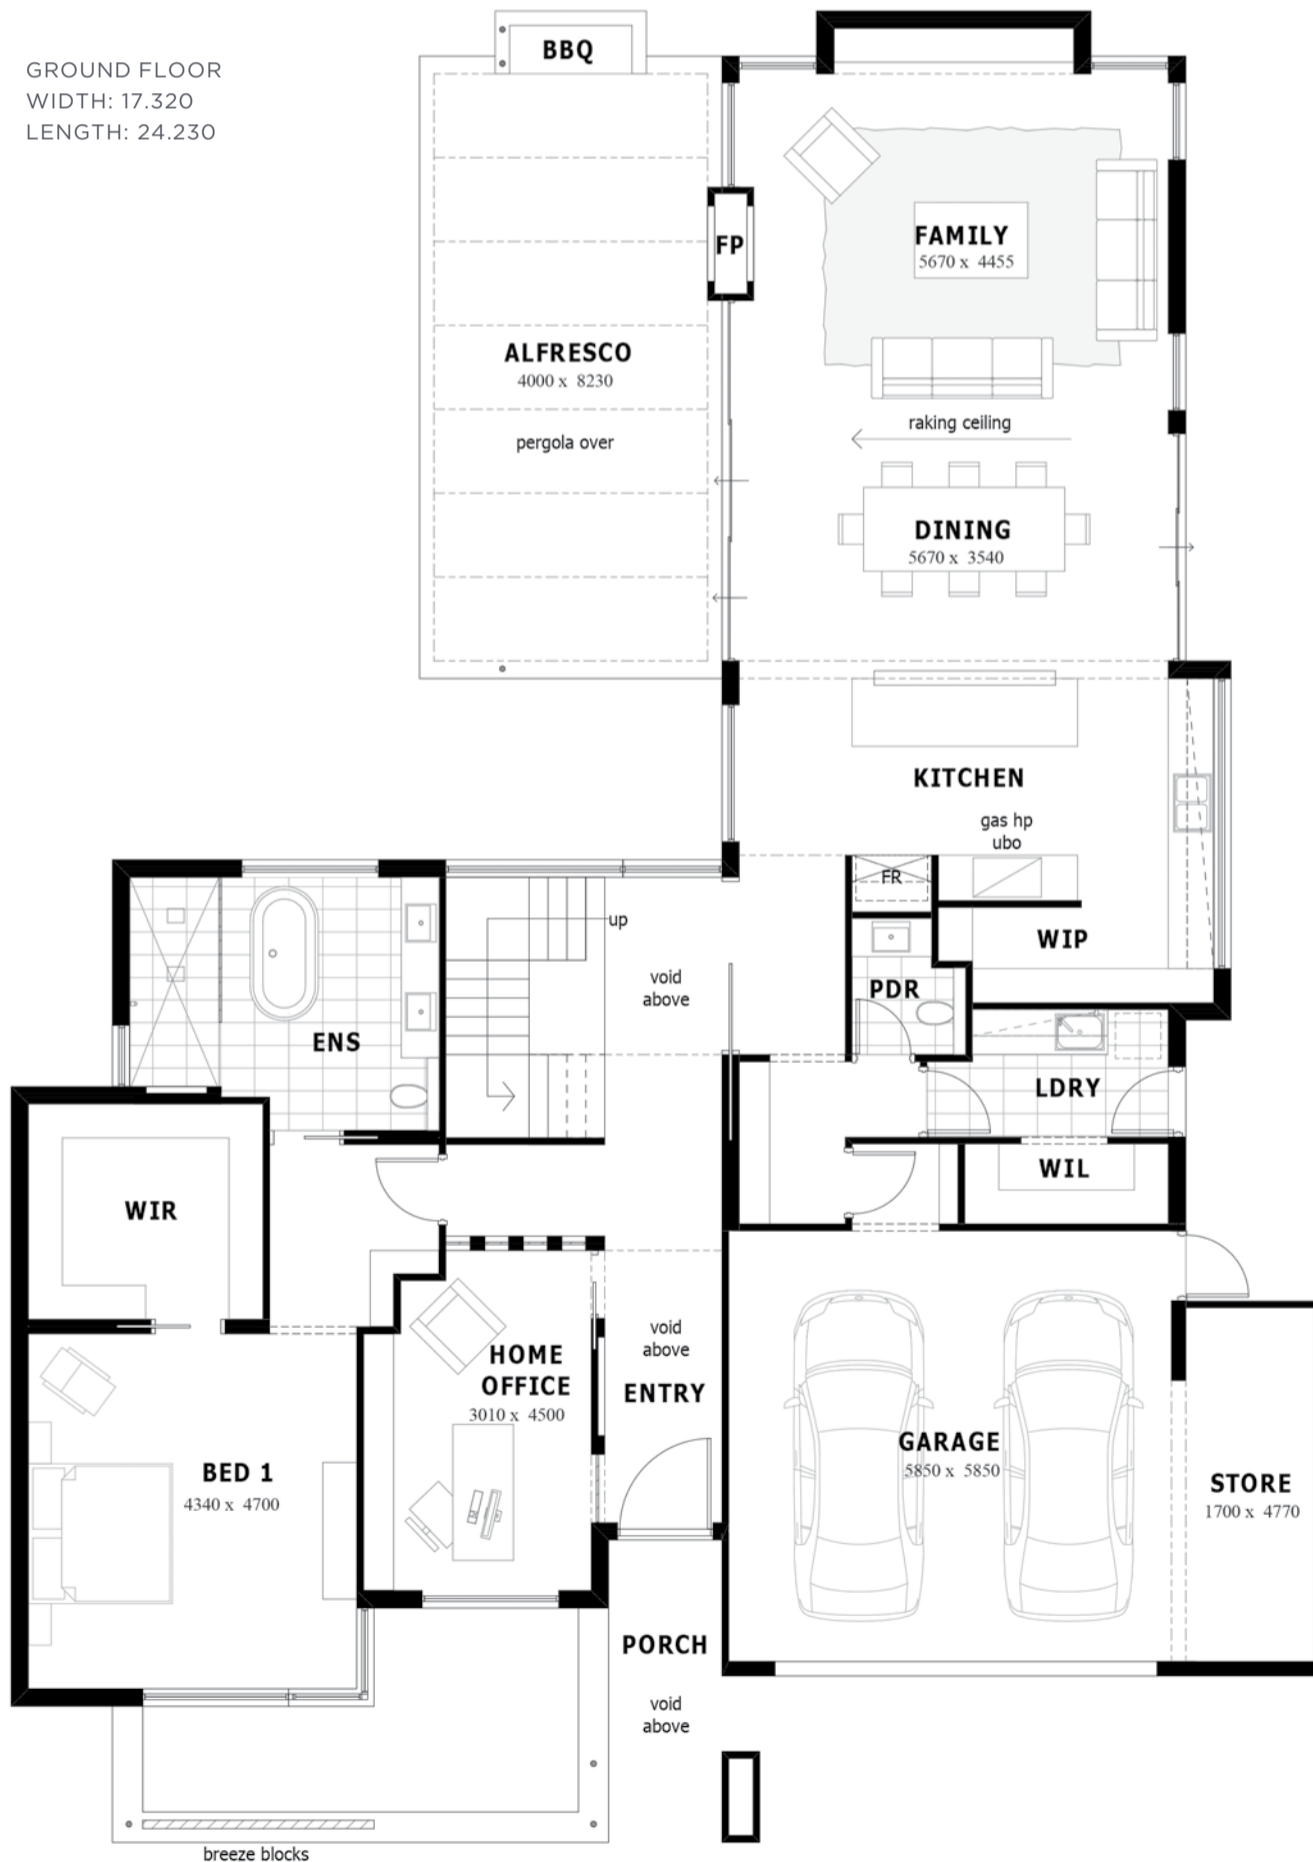 GROUND FLOOR
WIDTH: 17.320
LENGTH: 24.230
BBQ
FP
FAMILY
5670 x 4455
ALFRESCO
4000 x 8230
pergola over
raking ceiling
DINING
5670 x 3540
KITCHEN
gas hp
ubo
FR
up
WIP
void
above
PDR
ENS
LDRY
WIL
WIR
HOME
OFFICE
3010 x 4500
void
above
ENTRY
GARAGE
5850 x 5850
BED 1
4340 x 4700
STORE
1700 x 4770
PORCH
void
above
breeze blocks